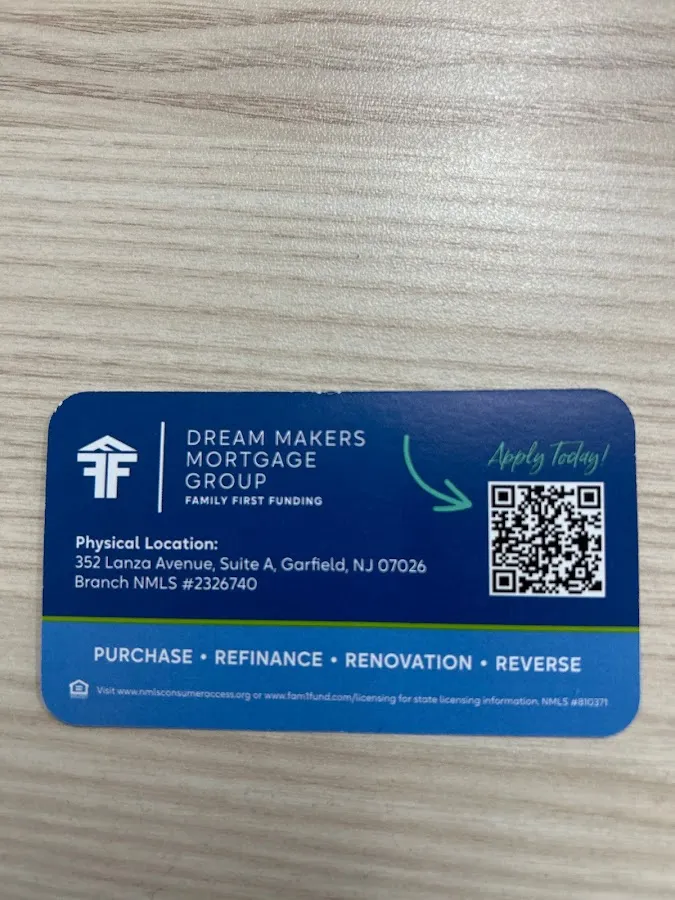 DREAM MAKERS
MORTGAGE
GROUP
FAMILY FIRST FUNDING
Apply Today!
Physical Location:
352 Lanza Avenue, Suite A, Garfield, NJ 07026
Branch NMLS #2326740
PURCHASE • REFINANCE • RENOVATION • REVERSE
Visit www.nmlsconsumeraccess.org or www.fam1fund.com/licensing for state licensing information. NMLS #810371